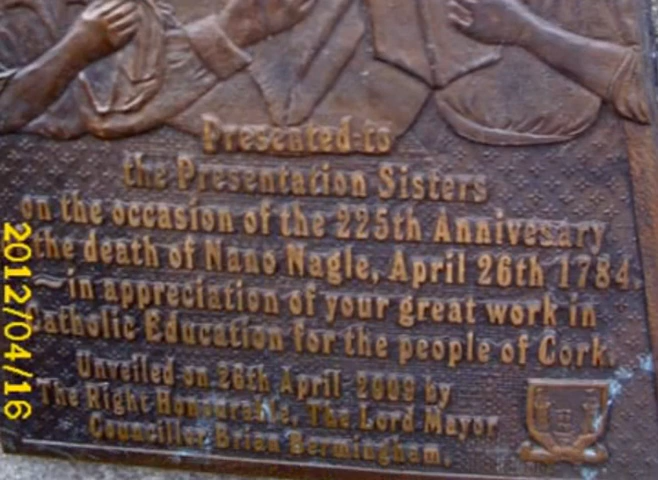 Presented to
the Presentation Sisters
on the occasion of the 225th Annivesary
the death of Nano Nagle, April 26th 1784.
~in appreciation of your great work in
Catholic Education for the people of Cork.
Unveiled on 26th April 2009 by
The Right Honourable, The Lord Mayor
Councillor Brian Bermingham.
2012/04/16